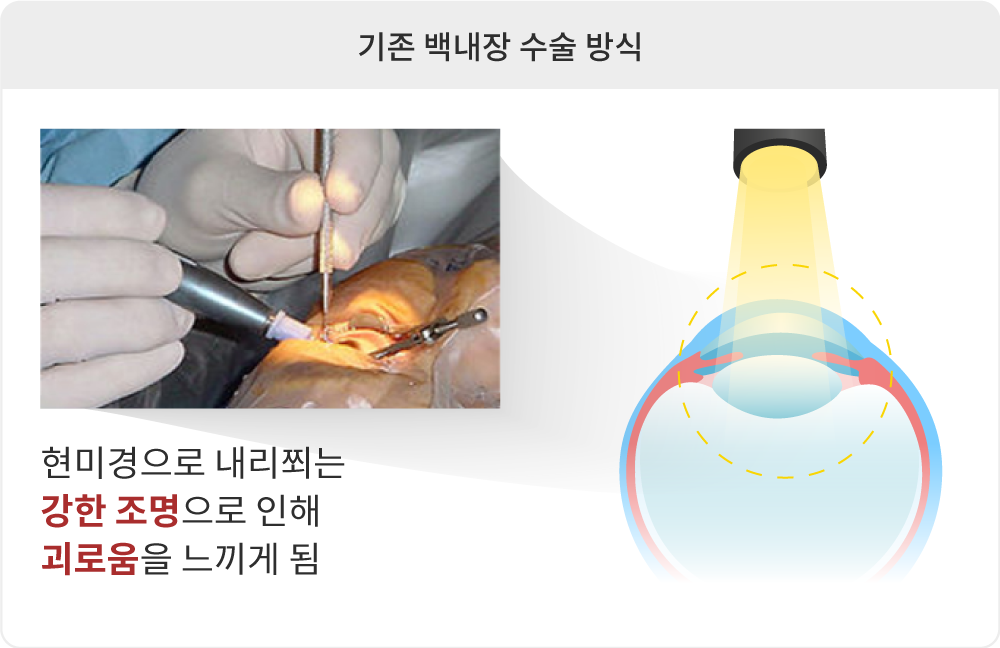 기존 백내장 수술 방식
현미경으로 내리쬐는
강한 조명으로 인해
괴로움을 느끼게 됨